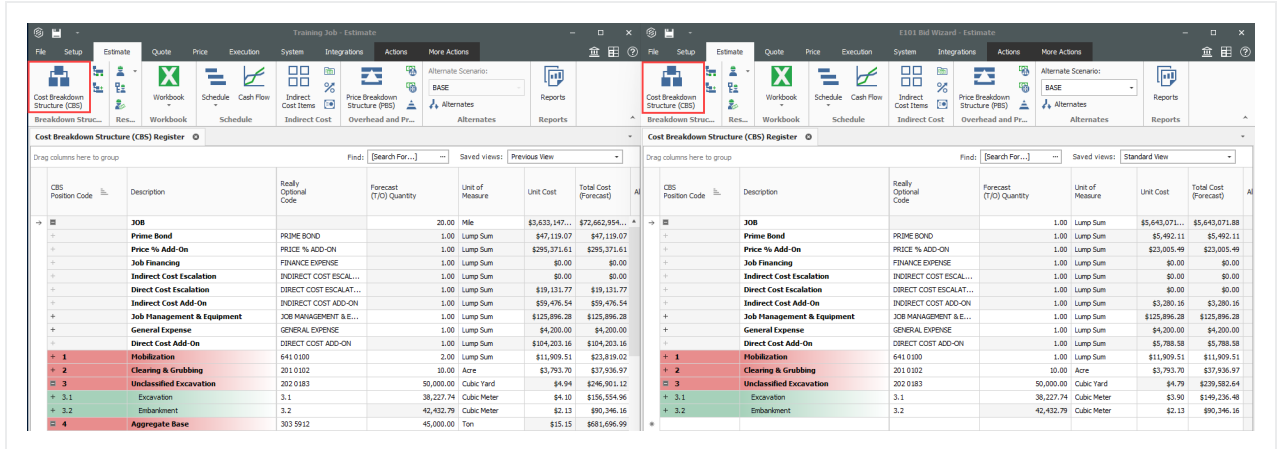 Training Job - Estimate
File Setup Estimate Quote Price Execution System Integrations Actions More Actions
Cost Breakdown Structure (CBS)
Workbook
Schedule
Cash Flow
Indirect Cost Items
Price Breakdown Structure (PBS)
Alternate Scenario:
BASE
Alternates
Reports
Breakdown Struc... Res... Workbook Schedule Indirect Cost Overhead and Pr... Alternates Reports
Cost Breakdown Structure (CBS) Register
Drag columns here to group Find: [Search For...] ... Saved views: Previous View
CBS Position Code Description Really Optional Code Forecast (T/O) Quantity Unit of Measure Unit Cost Total Cost (Forecast) Al
JOB 20.00 Mile $3,633,147... $72,662,954...
Prime Bond PRIME BOND 1.00 Lump Sum $47,119.07 $47,119.07
Price % Add-On PRICE % ADD-ON 1.00 Lump Sum $295,371.61 $295,371.61
Job Financing FINANCE EXPENSE 1.00 Lump Sum $0.00 $0.00
Indirect Cost Escalation INDIRECT COST ESCAL... 1.00 Lump Sum $0.00 $0.00
Direct Cost Escalation DIRECT COST ESCALAT... 1.00 Lump Sum $19,131.77 $19,131.77
Indirect Cost Add-On INDIRECT COST ADD-ON 1.00 Lump Sum $59,476.54 $59,476.54
Job Management & Equipment JOB MANAGEMENT & E... 1.00 Lump Sum $125,896.28 $125,896.28
General Expense GENERAL EXPENSE 1.00 Lump Sum $4,200.00 $4,200.00
Direct Cost Add-On DIRECT COST ADD-ON 1.00 Lump Sum $104,203.16 $104,203.16
+ 1 Mobilization 641 0100 2.00 Lump Sum $11,909.51 $23,819.02
+ 2 Clearing & Grubbing 201 0102 10.00 Acre $3,793.70 $37,936.97
3 Unclassified Excavation 202 0183 50,000.00 Cubic Yard $4.94 $246,901.12
+ 3.1 Excavation 3.1 38,227.74 Cubic Meter $4.10 $156,554.96
+ 3.2 Embankment 3.2 42,432.79 Cubic Meter $2.13 $90,346.16
4 Aggregate Base 303 5912 45,000.00 Ton $15.15 $681,696.99
E101 Bid Wizard - Estimate
File Setup Estimate Quote Price Execution System Integrations Actions More Actions
Cost Breakdown Structure (CBS)
Workbook
Schedule
Cash Flow
Indirect Cost Items
Price Breakdown Structure (PBS)
Alternate Scenario:
BASE
Alternates
Reports
Breakdown Struc... Res... Workbook Schedule Indirect Cost Overhead and Pr... Alternates Reports
Cost Breakdown Structure (CBS) Register
Drag columns here to group Find: [Search For...] ... Saved views: Standard View
CBS Position Code Description Really Optional Code Forecast (T/O) Quantity Unit of Measure Unit Cost Total Cost (Forecast) Al
JOB 1.00 Lump Sum $5,643,071... $5,643,071.88
Prime Bond PRIME BOND 1.00 Lump Sum $5,492.11 $5,492.11
Price % Add-On PRICE % ADD-ON 1.00 Lump Sum $23,005.49 $23,005.49
Job Financing FINANCE EXPENSE 1.00 Lump Sum $0.00 $0.00
Indirect Cost Escalation INDIRECT COST ESCAL... 1.00 Lump Sum $0.00 $0.00
Direct Cost Escalation DIRECT COST ESCALAT... 1.00 Lump Sum $0.00 $0.00
Indirect Cost Add-On INDIRECT COST ADD-ON 1.00 Lump Sum $3,280.16 $3,280.16
Job Management & Equipment JOB MANAGEMENT & E... 1.00 Lump Sum $125,896.28 $125,896.28
General Expense GENERAL EXPENSE 1.00 Lump Sum $4,200.00 $4,200.00
Direct Cost Add-On DIRECT COST ADD-ON 1.00 Lump Sum $5,788.58 $5,788.58
+ 1 Mobilization 641 0100 1.00 Lump Sum $11,909.51 $11,909.51
+ 2 Clearing & Grubbing 201 0102 10.00 Acre $3,793.70 $37,936.97
3 Unclassified Excavation 202 0183 50,000.00 Cubic Yard $4.79 $239,582.64
+ 3.1 Excavation 3.1 38,227.74 Cubic Meter $3.90 $149,236.48
+ 3.2 Embankment 3.2 42,432.79 Cubic Meter $2.13 $90,346.16